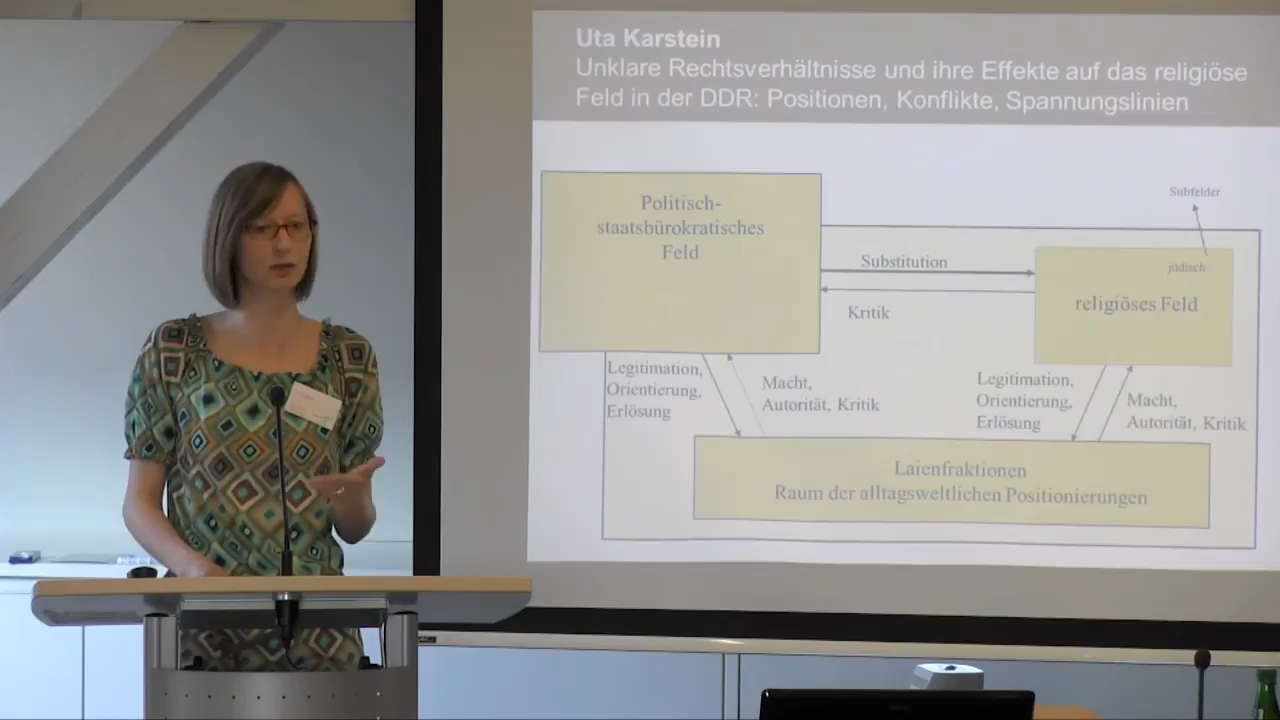 Uta Karstein
Unklare Rechtsverhältnisse und ihre Effekte auf das religiöse
Feld in der DDR: Positionen, Konflikte, Spannungslinien
Politisch-
staatsbürokratisches
Feld
Subfelder
Substitution
jüdisch
religiöses Feld
Kritik
Legitimation,
Orientierung,
Erlösung
Macht,
Autorität, Kritik
Legitimation,
Orientierung,
Erlösung
Macht,
Autorität, Kritik
Laienfraktionen
Raum der alltagsweltlichen Positionierungen